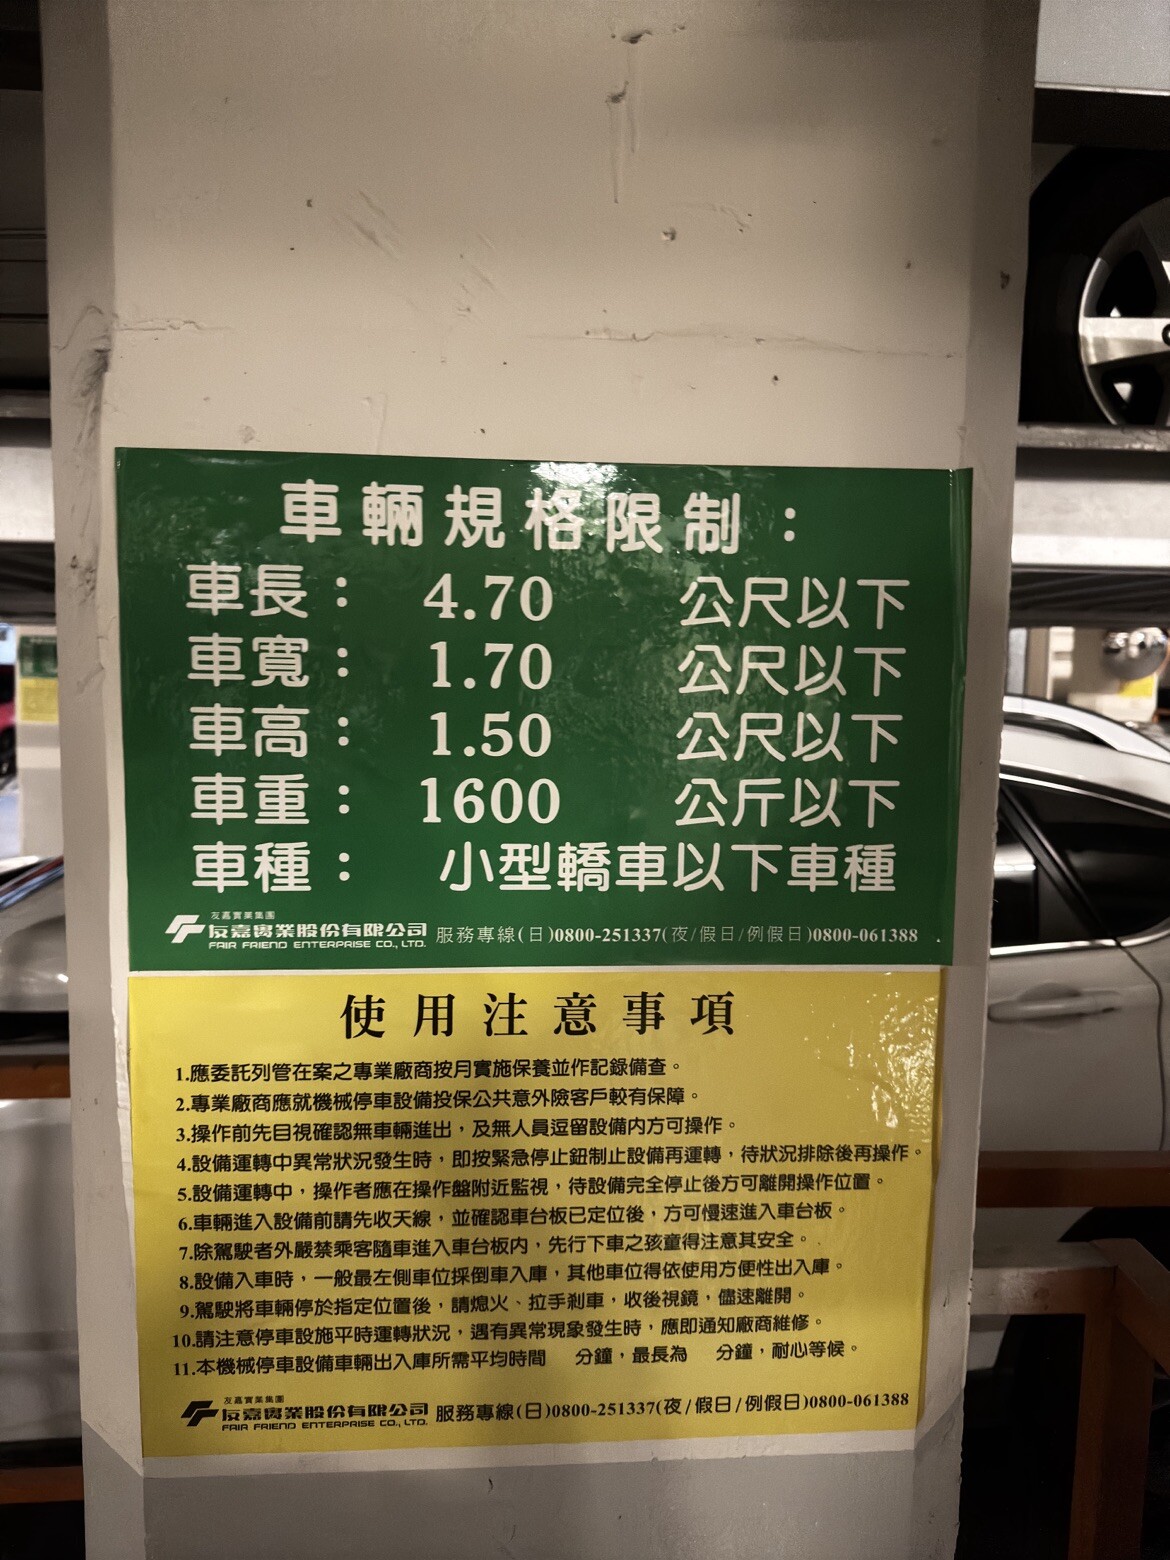 車輛規格限制：
車長： 4.70 公尺以下
車寬： 1.70 公尺以下
車高： 1.50 公尺以下
車重： 1600 公斤以下
車種： 小型轎車以下車種
友嘉實業集團
友嘉實業股份有限公司 服務專線(日)0800-251337(夜/假日/例假日)0800-061388
FAIR FRIEND ENTERPRISE CO., LTD.
使用注意事項
1.應委託列管在案之專業廠商按月實施保養並作記錄備查。
2.專業廠商應就機械停車設備投保公共意外險客戶較有保障。
3.操作前先目視確認無車輛進出，及無人員逗留設備內方可操作。
4.設備運轉中異常狀況發生時，即按緊急停止鈕制止設備再運轉，待狀況排除後再操作。
5.設備運轉中，操作者應在操作盤附近監視，待設備完全停止後方可離開操作位置。
6.車輛進入設備前請先收天線，並確認車台板已定位後，方可慢速進入車台板。
7.除駕駛者外嚴禁乘客隨車進入車台板內，先行下車之孩童得注意其安全。
8.設備入車時，一般最左側車位採倒車入庫，其他車位得依使用方便性出入庫。
9.駕駛將車輛停於指定位置後，請熄火、拉手剎車，收後視鏡，儘速離開。
10.請注意停車設施平時運轉狀況，遇有異常現象發生時，應即通知廠商維修。
11.本機械停車設備車輛出入庫所需平均時間　　分鐘，最長為　　分鐘，耐心等候。
友嘉實業集團
友嘉實業股份有限公司 服務專線(日)0800-251337(夜/假日/例假日)0800-061388
FAIR FRIEND ENTERPRISE CO., LTD.